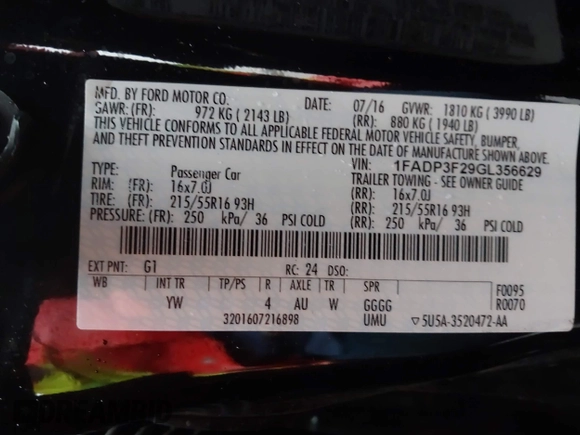 MFD. BY FORD MOTOR CO. DATE: 07/16 GVWR: 1810 KG ( 3990 LB)
GAWR: (FR): 972 KG ( 2143 LB) (RR): 880 KG ( 1940 LB)
THIS VEHICLE CONFORMS TO ALL APPLICABLE FEDERAL MOTOR VEHICLE SAFETY, BUMPER,
AND THEFT PREVENTION STANDARDS IN EFFECT ON THE DATE OF MANUFACTURE SHOWN ABOVE.
VIN: 1FADP3F29GL356629
TYPE: Passenger Car TRAILER TOWING - SEE OWNER GUIDE
RIM: (FR): 16x7.0J (RR): 16x7.0J
TIRE: (FR): 215/55R16 93H (RR): 215/55R16 93H
PRESSURE: (FR): 250 kPa/ 36 PSI COLD (RR): 250 kPa/ 36 PSI COLD
EXT PNT: G1 RC: 24 DSO:
WB INT TR TP/PS R AXLE TR SPR F0095
YW 4 AU W GGGG R0070
3201607216898 UMU ▽5U5A-3520472-AA
DREAMBID